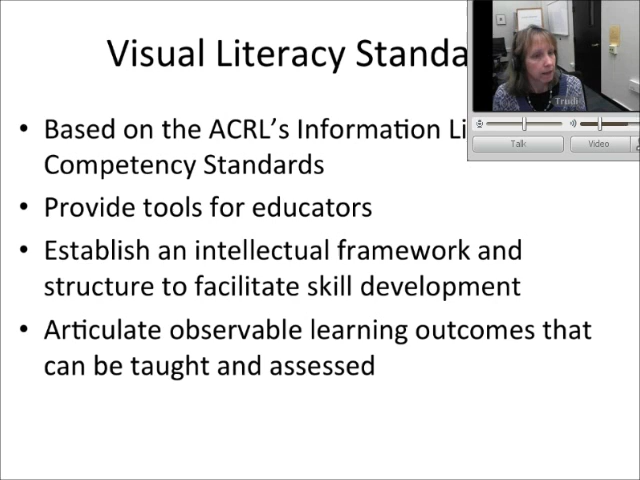 Visual Literacy Standa
• Based on the ACRL's Information Li
Competency Standards
• Provide tools for educators
• Establish an intellectual framework and
structure to facilitate skill development
• Articulate observable learning outcomes that
can be taught and assessed
Trudi
Talk
Video